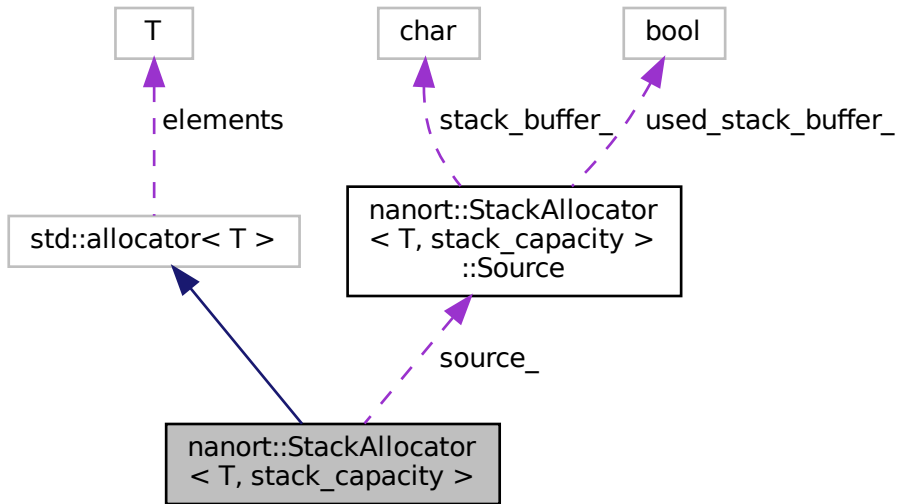 T
char
bool
elements
stack_buffer_
used_stack_buffer_
std::allocator< T >
nanort::StackAllocator
< T, stack_capacity >
::Source
source_
nanort::StackAllocator
< T, stack_capacity >